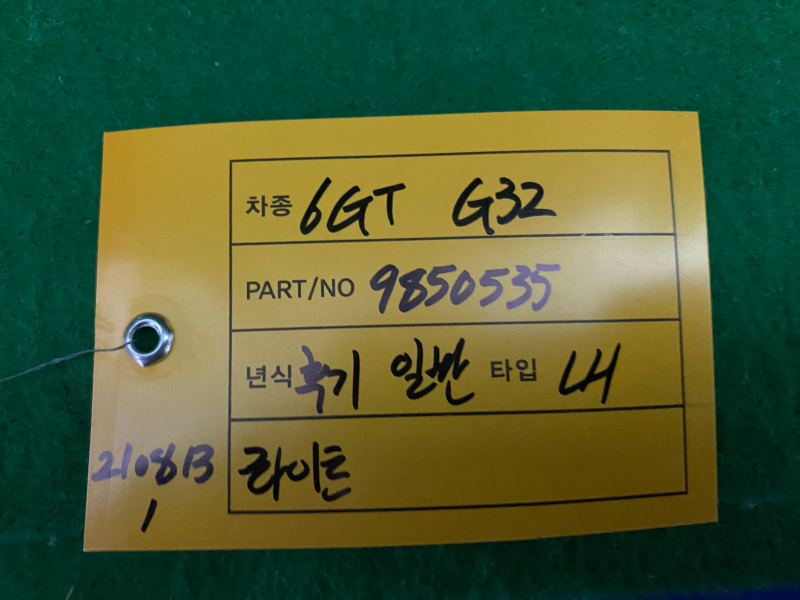 차종 6GT G32
PART/NO 9850535
년식 후기 일반 타입 LH
210813 라이트
1